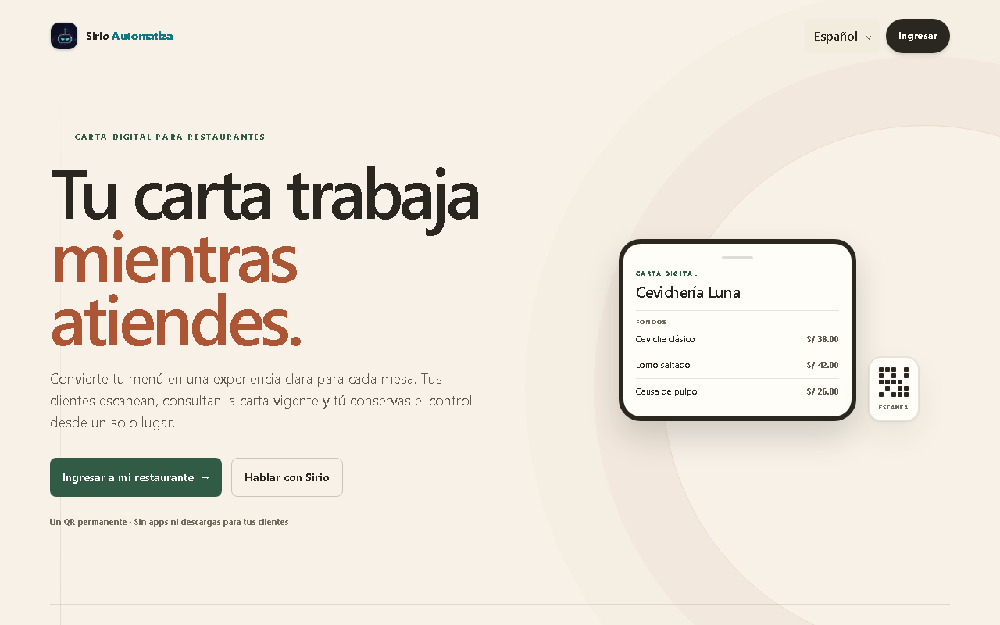 Sirio Automatiza
Español
Ingresar
CARTA DIGITAL PARA RESTAURANTES
Tu carta trabaja
mientras
atiendes.
Convierte tu menú en una experiencia clara para cada mesa. Tus
clientes escanean, consultan la carta vigente y tú conservas el control
desde un solo lugar.
Ingresar a mi restaurante →
Hablar con Sirio
Un QR permanente · Sin apps ni descargas para tus clientes
CARTA DIGITAL
Cevichería Luna
FONDOS
Ceviche clásico S/ 38.00
Lomo saltado S/ 42.00
Causa de pulpo S/ 26.00
ESCANEA